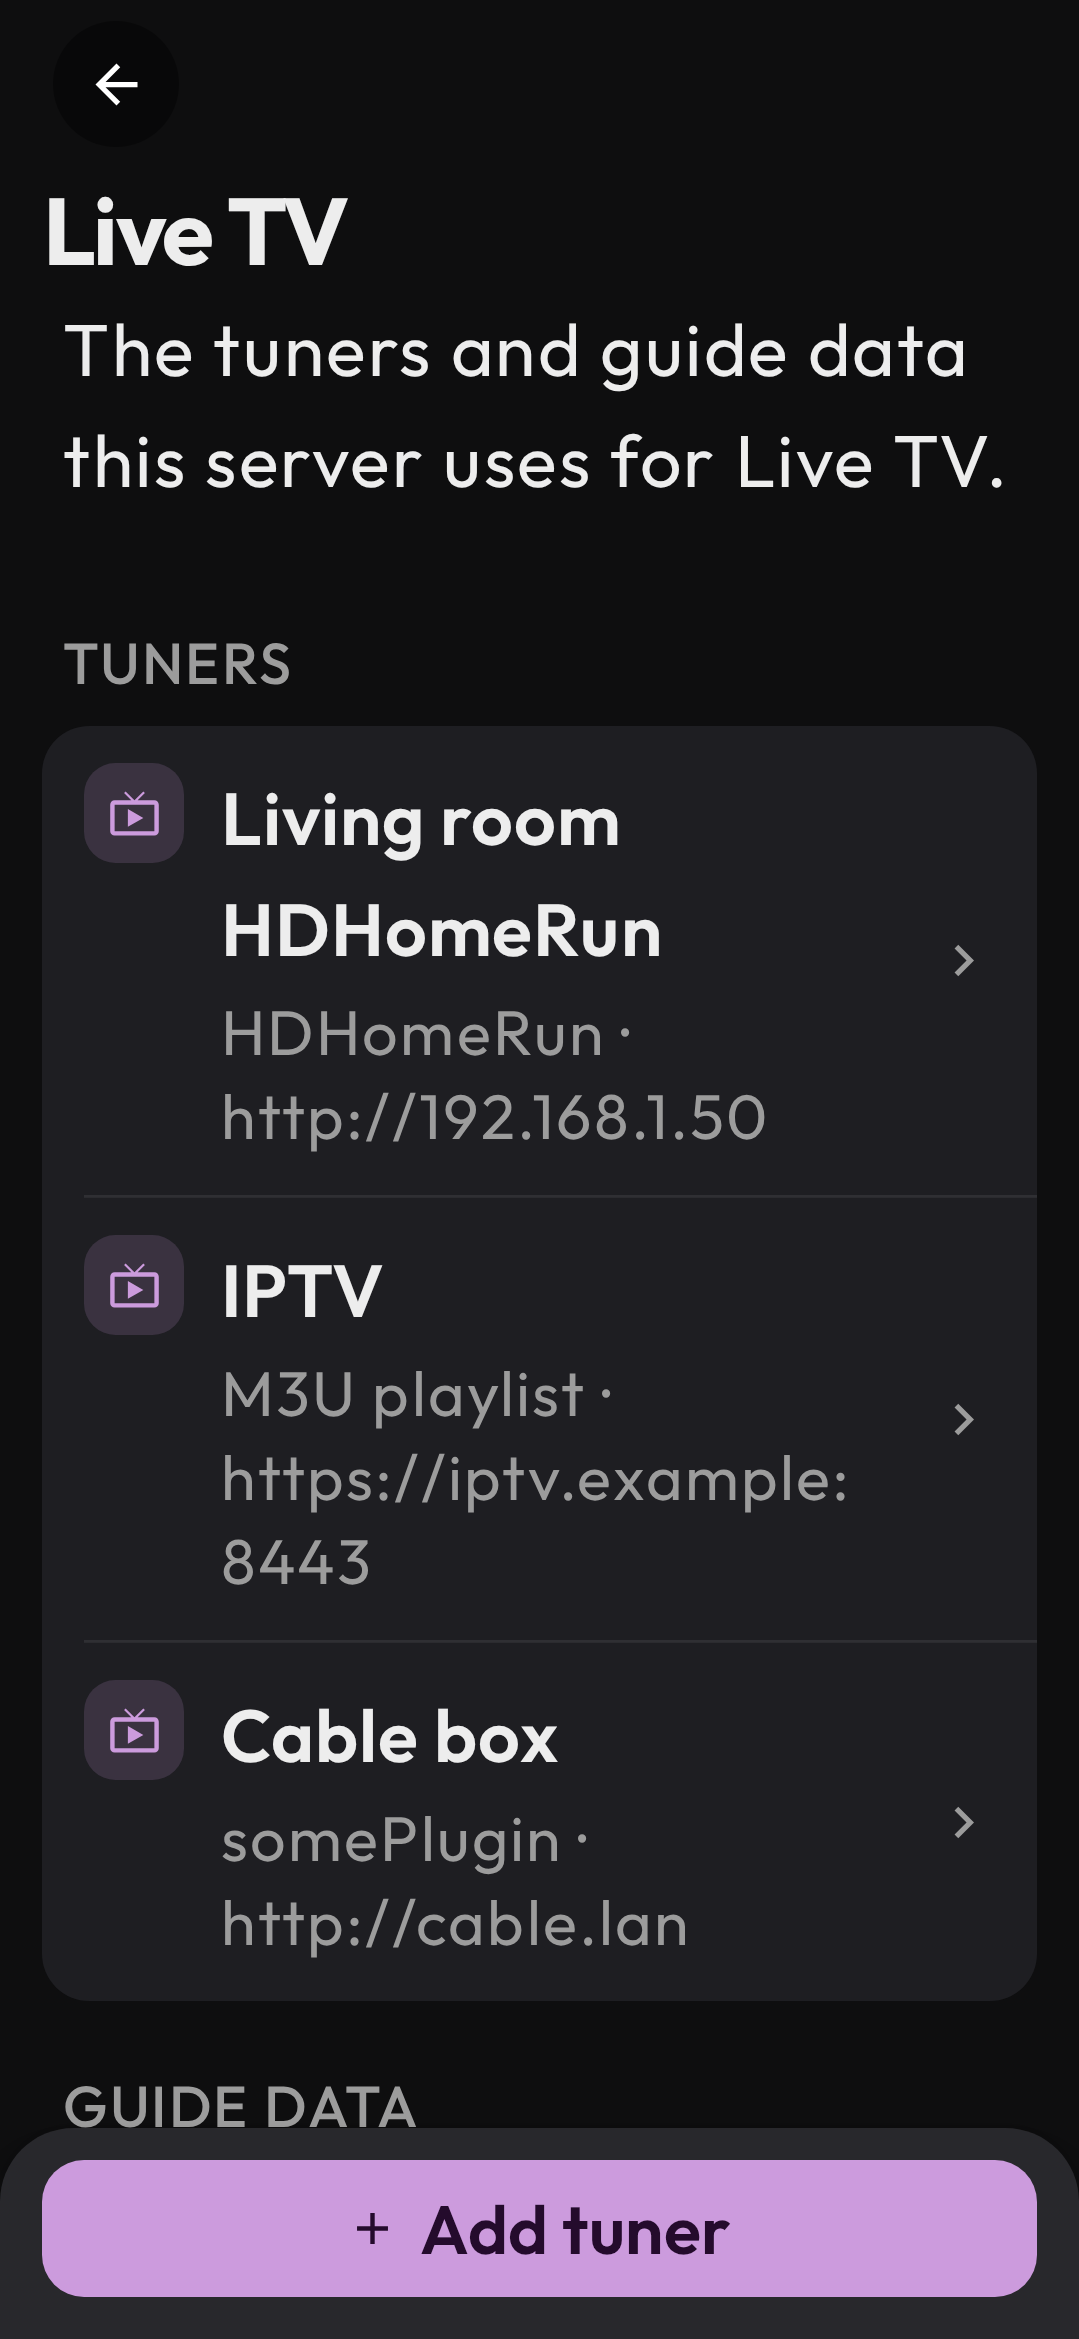 Live TV
The tuners and guide data
this server uses for Live TV.
TUNERS
Living room
HDHomeRun
HDHomeRun ·
http://192.168.1.50
IPTV
M3U playlist ·
https://iptv.example:
8443
Cable box
somePlugin ·
http://cable.lan
GUIDE DATA
+ Add tuner